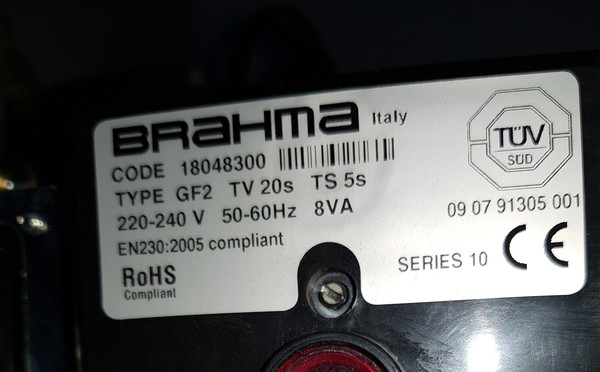 BRAHMA Italy
CODE 18048300
TYPE GF2 TV 20s TS 5s
220-240 V 50-60Hz 8VA
EN230:2005 compliant
RoHS
Compliant
TÜV
SÜD
09 07 91305 001
SERIES 10 CE